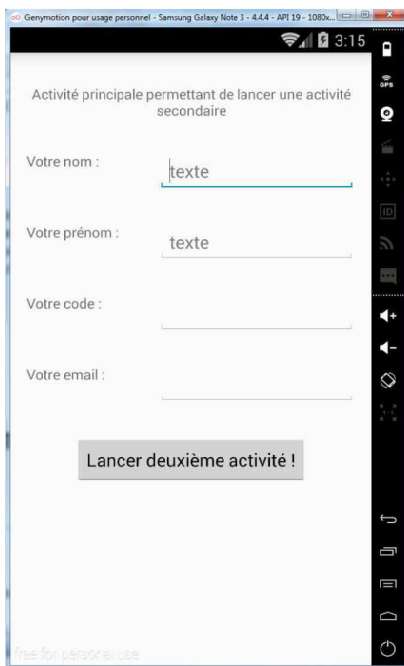 Genymotion pour usage personnel - Samsung Galaxy Note 3 - 4.4.4 - API 19 - 1080x...
3:15
GPS
Activité principale permettant de lancer une activité
secondaire
Votre nom :
texte
ID
Votre prénom :
texte
Votre code :
Votre email :
Lancer deuxième activité !
free for personal use